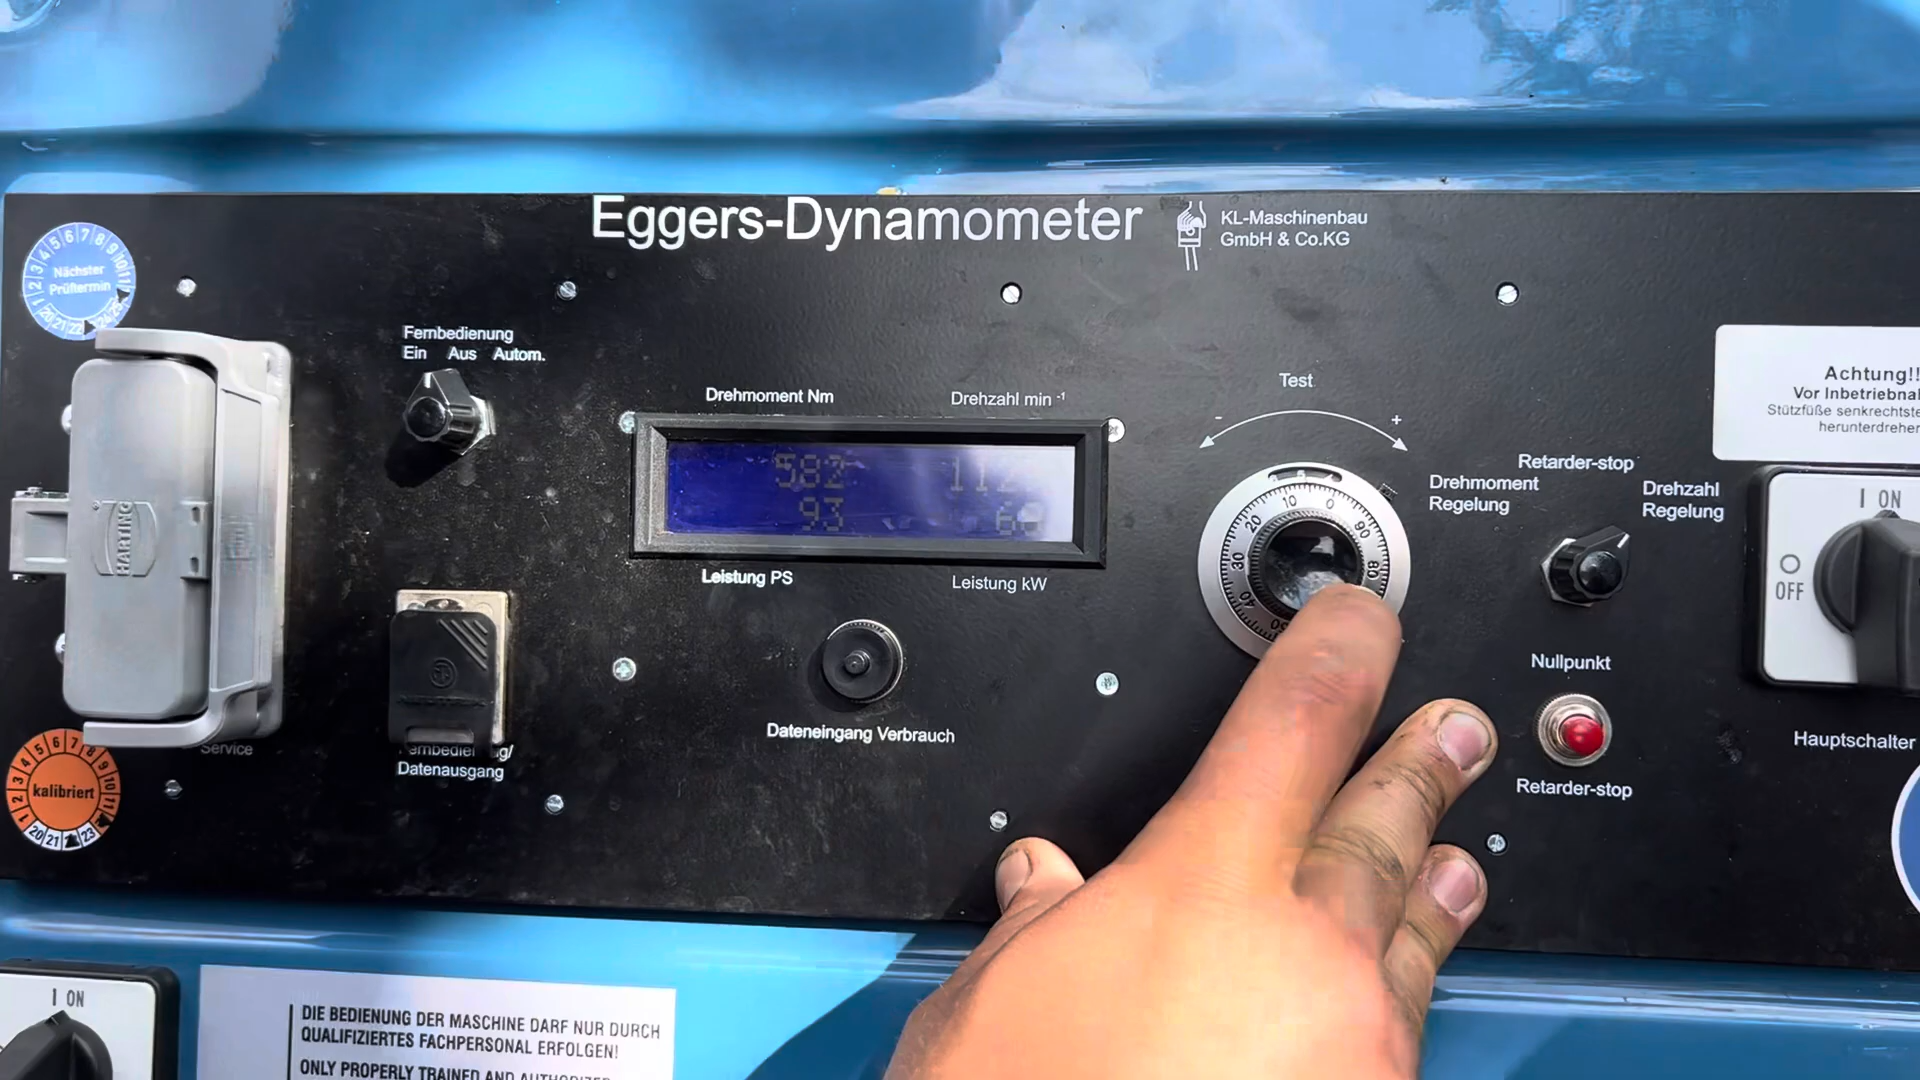 Eggers-Dynamometer
KL-Maschinenbau
GmbH & Co.KG
Nächster
Prüftermin
Fernbedienung
Ein Aus Autom.
Drehmoment Nm
Drehzahl min⁻¹
582
93
Leistung PS
Leistung kW
Test
- +
10 0 90 80
20 30 40 50
Retarder-stop
Drehmoment
Regelung
Drehzahl
Regelung
Achtung!!
Vor
herunterdrehen
I ON
O
OFF
HARTING
Nullpunkt
Retarder-stop
Hauptschalter
Dateneingang Verbrauch
Service
Datenausgang
kalibriert
I ON
DIE BEDIENUNG DER MASCHINE DARF NUR DURCH
QUALIFIZIERTES FACHPERSONAL ERFOLGEN!
ONLY PROPERLY TRAINED AND